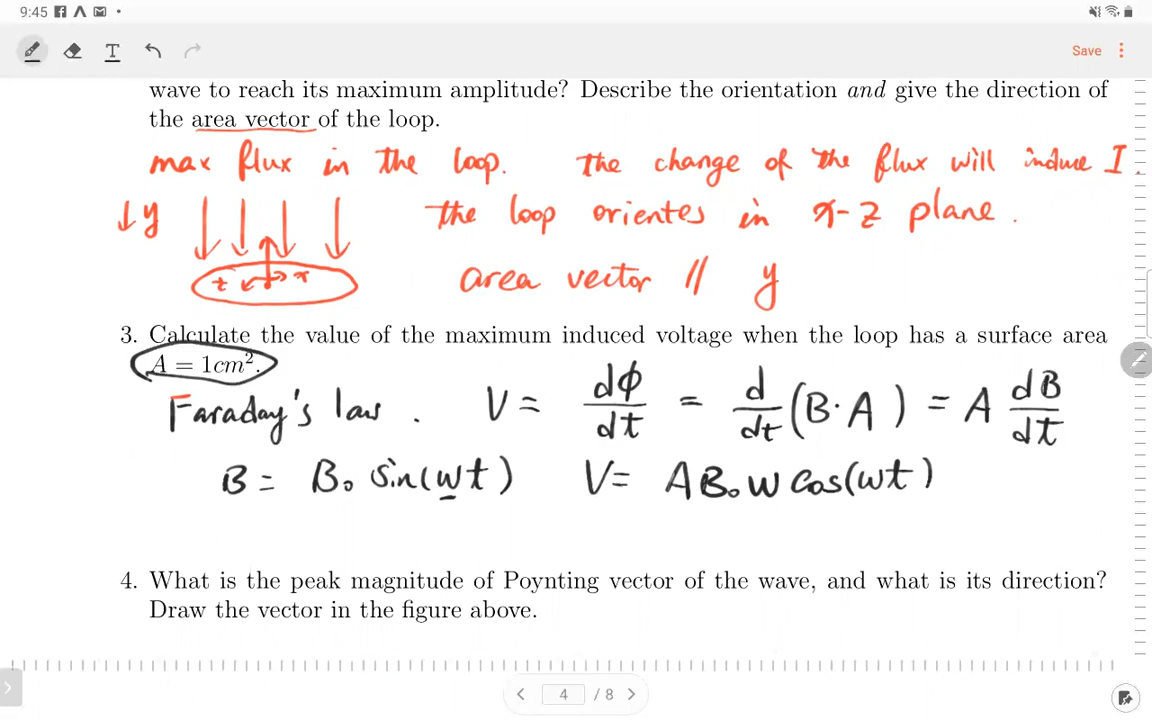 9:45
T
Save
wave to reach its maximum amplitude? Describe the orientation and give the direction of
the area vector of the loop.
max flux in the loop. The change of the flux will induce I.
↓y the loop orientes in x-z plane.
z x area vector // y
3. Calculate the value of the maximum induced voltage when the loop has a surface area
A = 1cm².
Faraday's law. V = dϕ/dt = d/dt (B·A) = A dB/dt
B = B₀ sin(ωt) V = AB₀ω cos(ωt)
4. What is the peak magnitude of Poynting vector of the wave, and what is its direction?
Draw the vector in the figure above.
4 / 8